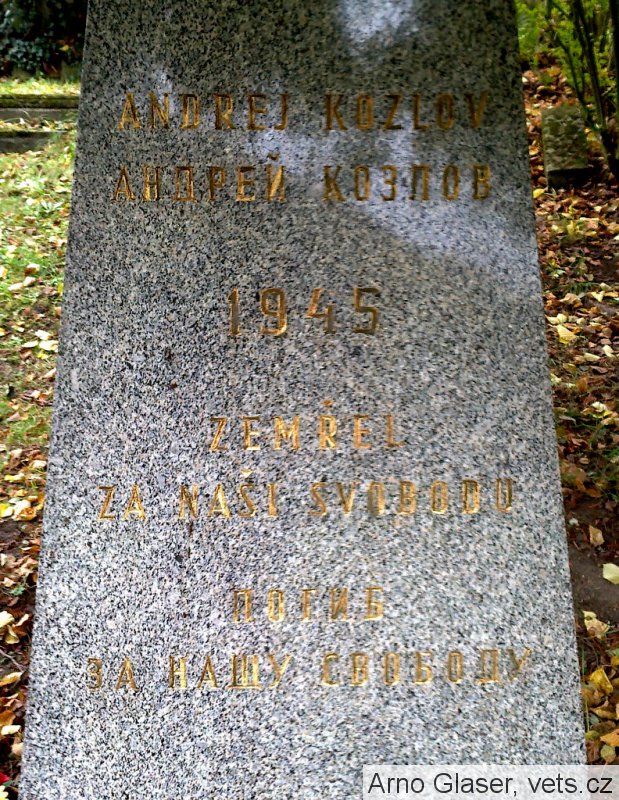 ANDREJ KOZLOV
АНДРЕЙ КОЗЛОВ
1945
ZEMŘEL
ZA NAŠI SVOBODU
ПОГИБ
ЗА НАШУ СВОБОДУ
Arno Glaser, vets.cz